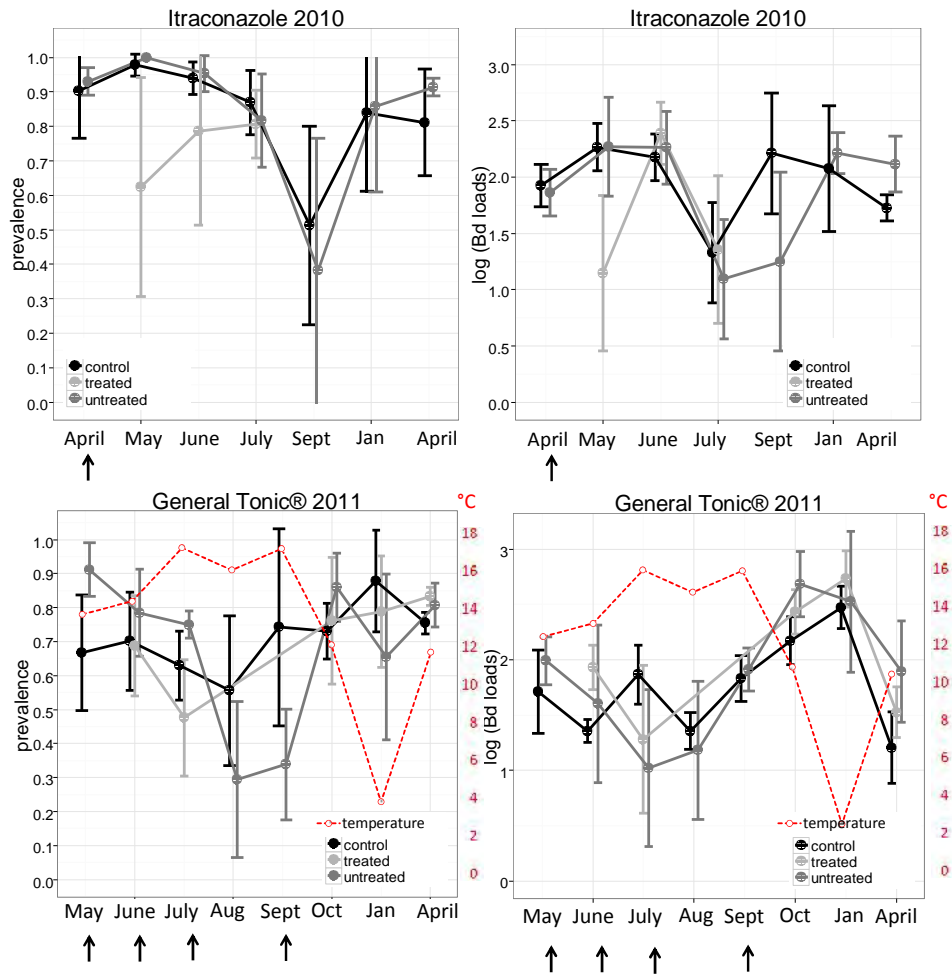 Itraconazole 2010
prevalence
1.0
0.9
0.8
0.7
0.6
0.5
0.4
0.3
0.2
0.1
0.0
control
treated
untreated
April May June July Sept Jan April
Itraconazole 2010
log (Bd loads)
3.0
2.5
2.0
1.5
1.0
0.5
0.0
control
treated
untreated
April May June July Sept Jan April
General Tonic® 2011
°C
prevalence
1.0
0.9
0.8
0.7
0.6
0.5
0.4
0.3
0.2
0.1
0.0
18
16
14
12
10
8
6
4
2
0
temperature
control
treated
untreated
May June July Aug Sept Oct Jan April
General Tonic® 2011
°C
log (Bd loads)
3
2
1
0
18
16
14
12
10
8
6
4
2
0
temperature
control
treated
untreated
May June July Aug Sept Oct Jan April